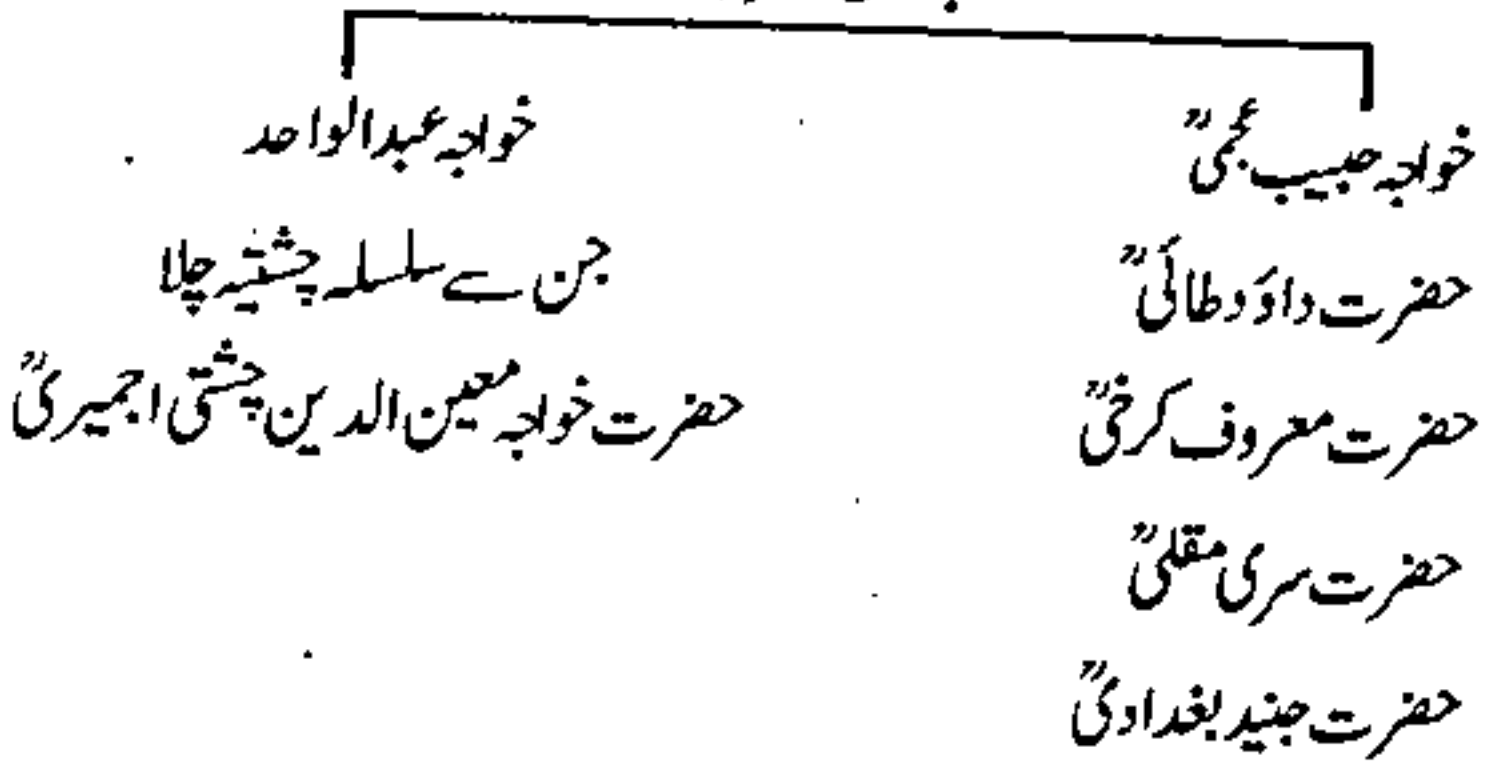 خواجہ حبیب عجمیؒ
حضرت داؤد طائیؒ
حضرت معروف کرخیؒ
حضرت سری مقلیؒ
حضرت جنید بغدادیؒ
خواجہ عبدالواحد
جن سے سلسلہ چشتیہ چلا
حضرت خواجہ معین الدین چشتی اجمیریؒ